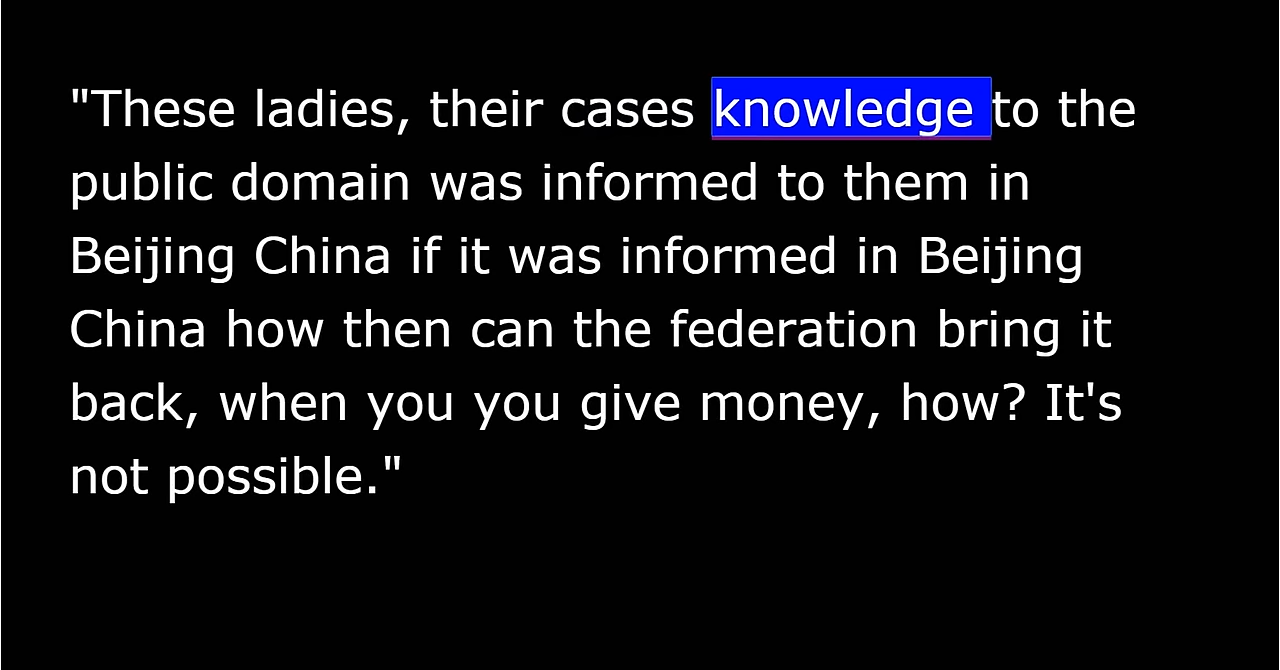 "These ladies, their cases knowledge to the
public domain was informed to them in
Beijing China if it was informed in Beijing
China how then can the federation bring it
back, when you you give money, how? It's
not possible."